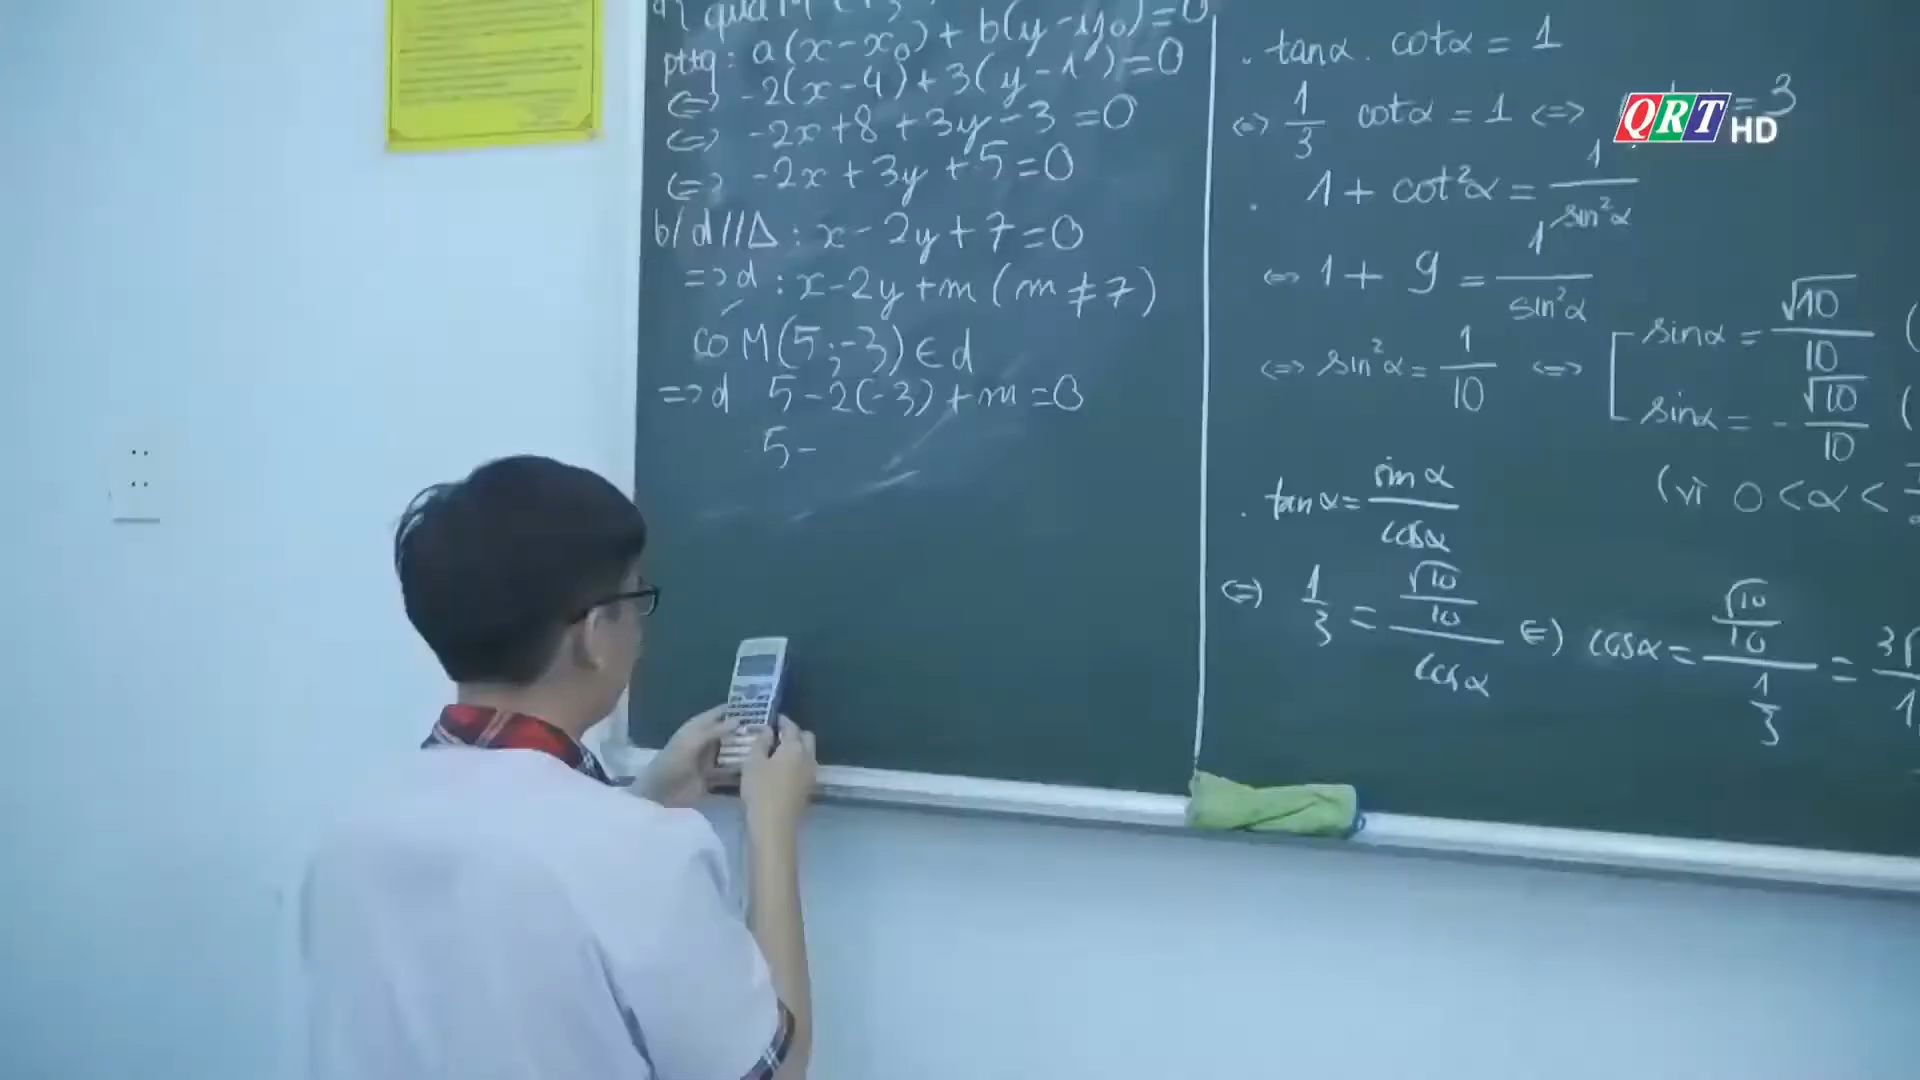 qua M
pttq: a(x-x₀) + b(y-y₀)=0
<=> -2(x-4)+3(y-1)=0
<=> -2x+8+3y-3=0
<=> -2x+3y+5=0
b/ d//Δ: x-2y+7=0
=> d: x-2y+m (m≠7)
có M(5;-3)∈d
=> d 5-2(-3)+m=0
5-
. tanα. cotα = 1
<=> 1/3 cotα = 1 <=> = 3
. 1 + cot²α = 1/sin²α
<=> 1 + 9 = 1/sin²α
<=> sin²α = 1/10 <=> [ sinα = √10/10 (
sinα = - √10/10 (
(vì 0<α<
. tanα = sinα/cosα
<=> 1/3 = (√10/10)/cosα <=> cosα = (√10/10)/(1/3) =
QRT HD